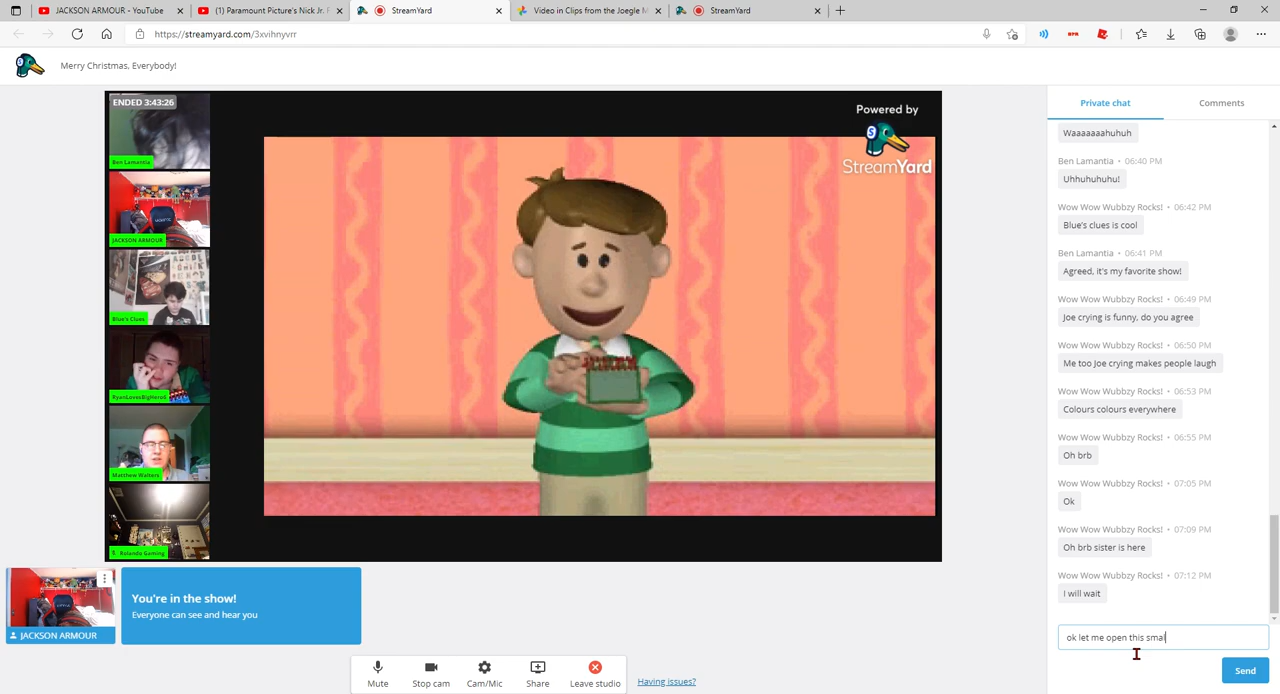 JACKSON ARMOUR - YouTube
(1) Paramount Picture's Nick Jr. F
StreamYard
Video in Clips from the Joegle M
StreamYard
https://streamyard.com/3xvihnyvrr
Merry Christmas, Everybody!
ENDED 3:43:26
Ben Lamantia
JACKSON ARMOUR
Blue's Clues
RyanLovesBigHero6
Matthew Walters
Rolando Gaming
Powered by
StreamYard
JACKSON ARMOUR
You're in the show!
Everyone can see and hear you
Mute
Stop cam
Cam/Mic
Share
Leave studio
Having issues?
Private chat
Comments
Waaaaaaahuhuh
Ben Lamantia • 06:40 PM
Uhhuhuhuhu!
Wow Wow Wubbzy Rocks! • 06:42 PM
Blue's clues is cool
Ben Lamantia • 06:41 PM
Agreed, it's my favorite show!
Wow Wow Wubbzy Rocks! • 06:49 PM
Joe crying is funny, do you agree
Wow Wow Wubbzy Rocks! • 06:50 PM
Me too Joe crying makes people laugh
Wow Wow Wubbzy Rocks! • 06:53 PM
Colours colours everywhere
Wow Wow Wubbzy Rocks! • 06:55 PM
Oh brb
Wow Wow Wubbzy Rocks! • 07:05 PM
Ok
Wow Wow Wubbzy Rocks! • 07:09 PM
Oh brb sister is here
Wow Wow Wubbzy Rocks! • 07:12 PM
I will wait
ok let me open this smal
Send